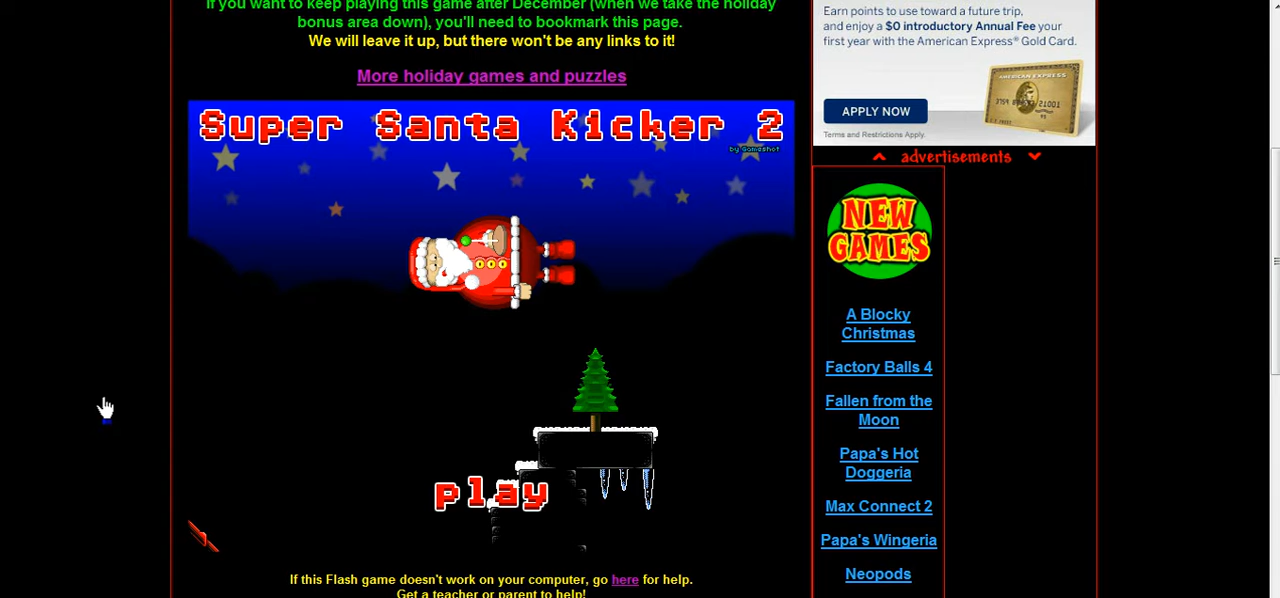 If you want to keep playing this game after December (when we take the holiday
bonus area down), you'll need to bookmark this page.
We will leave it up, but there won't be any links to it!
More holiday games and puzzles
Super Santa Kicker 2
by Gameshot
play
If this Flash game doesn't work on your computer, go here for help.
Get a teacher or parent to help!
Earn points to use toward a future trip,
and enjoy a $0 introductory Annual Fee your
first year with the American Express® Gold Card.
AMERICAN EXPRESS
3759 21001
APPLY NOW
Terms and Restrictions Apply.
advertisements
NEW
GAMES
A Blocky
Christmas
Factory Balls 4
Fallen from the
Moon
Papa's Hot
Doggeria
Max Connect 2
Papa's Wingeria
Neopods